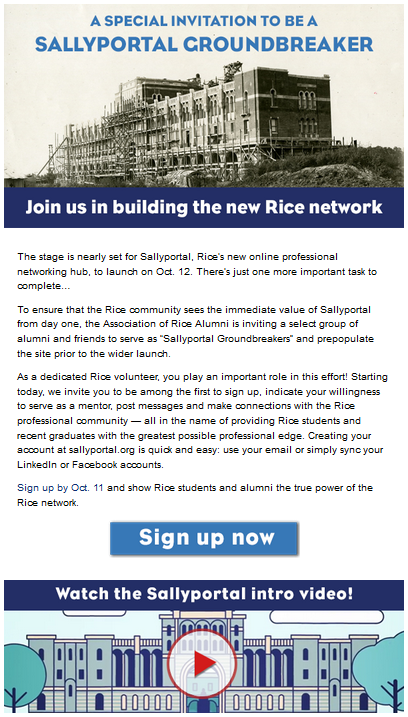 A SPECIAL INVITATION TO BE A
SALLYPORTAL GROUNDBREAKER
Join us in building the new Rice network
The stage is nearly set for Sallyportal, Rice's new online professional
networking hub, to launch on Oct. 12. There's just one more important task to
complete...
To ensure that the Rice community sees the immediate value of Sallyportal
from day one, the Association of Rice Alumni is inviting a select group of
alumni and friends to serve as “Sallyportal Groundbreakers” and prepopulate
the site prior to the wider launch.
As a dedicated Rice volunteer, you play an important role in this effort! Starting
today, we invite you to be among the first to sign up, indicate your willingness
to serve as a mentor, post messages and make connections with the Rice
professional community — all in the name of providing Rice students and
recent graduates with the greatest possible professional edge. Creating your
account at sallyportal.org is quick and easy: use your email or simply sync your
LinkedIn or Facebook accounts.
Sign up by Oct. 11 and show Rice students and alumni the true power of the
Rice network.
Sign up now
Watch the Sallyportal intro video!